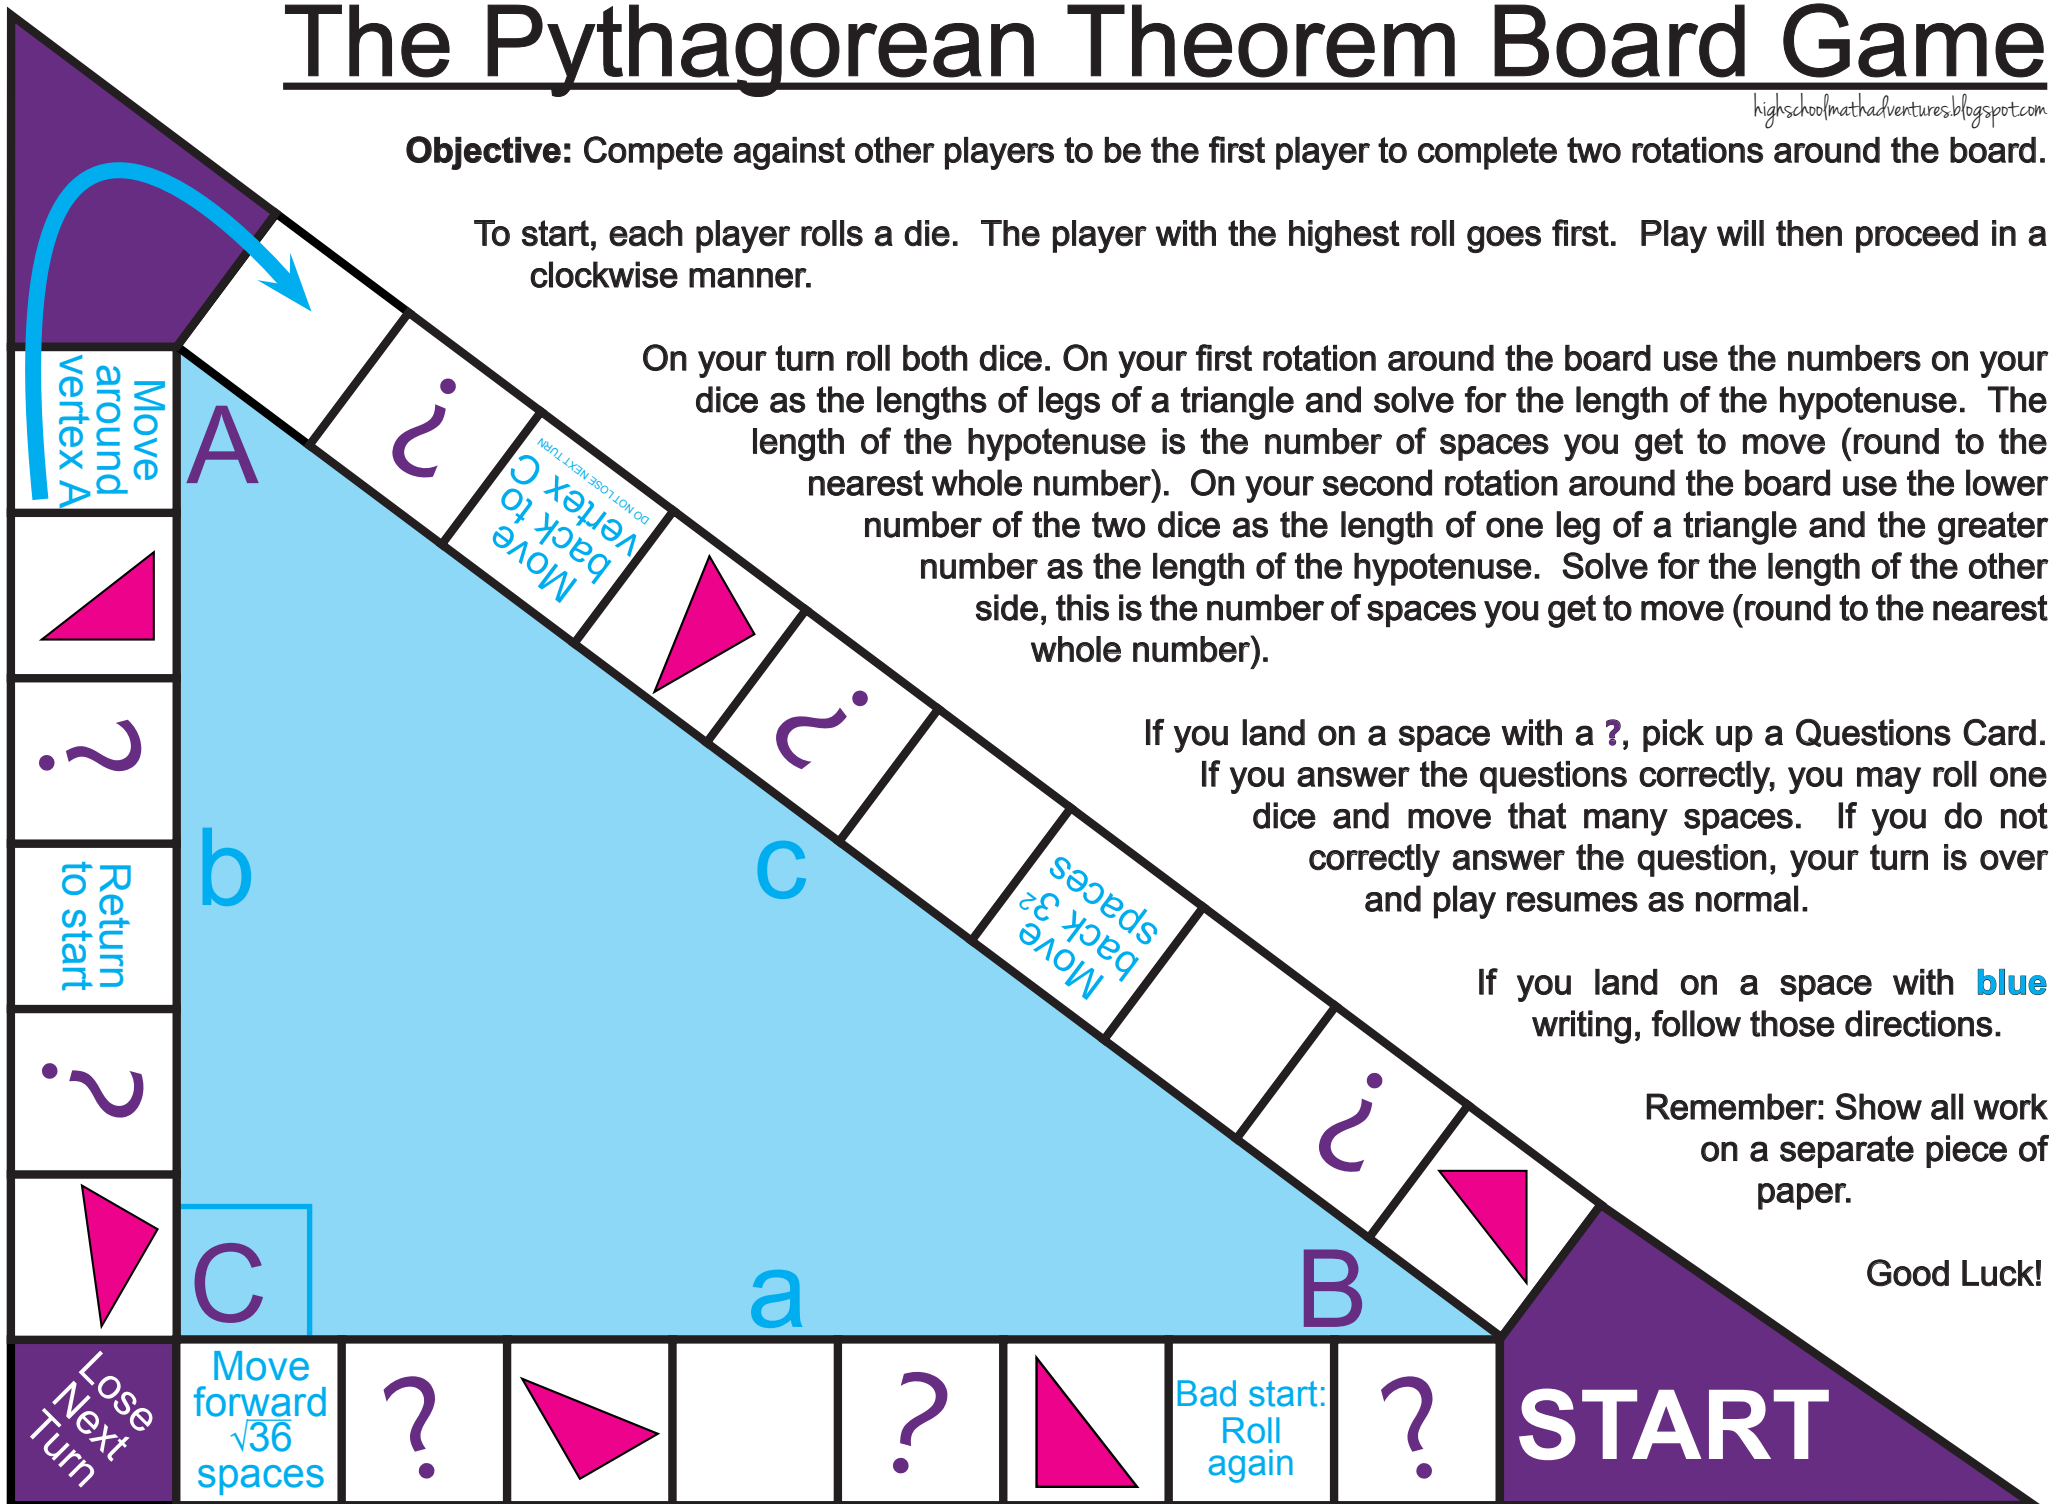 The Pythagorean Theorem Board Game
highschoolmathadventures.blogspot.com
Objective: Compete against other players to be the first player to complete two rotations around the board.
To start, each player rolls a die.  The player with the highest roll goes first.  Play will then proceed in a
clockwise manner.
On your turn roll both dice. On your first rotation around the board use the numbers on your
dice as the lengths of legs of a triangle and solve for the length of the hypotenuse.  The
length of the hypotenuse is the number of spaces you get to move (round to the
nearest whole number).  On your second rotation around the board use the lower
number of the two dice as the length of one leg of a triangle and the greater
number as the length of the hypotenuse.  Solve for the length of the other
side, this is the number of spaces you get to move (round to the nearest
whole number).
If you land on a space with a ?, pick up a Questions Card.
If you answer the questions correctly, you may roll one
dice and move that many spaces.  If you do not
correctly answer the question, your turn is over
and play resumes as normal.
If you land on a space with blue
writing, follow those directions.
Remember: Show all work
on a separate piece of
paper.
Good Luck!
START
?
Bad start:
Roll
again
?
?
Move
forward
√36
spaces
Lose
Next
Turn
?
Return
to start
?
Move
around
vertex A
?
Move
back to
vertex C
DO NOT LOSE NEXT TURN
?
Move
back 3²
spaces
?
A
b
c
C
a
B